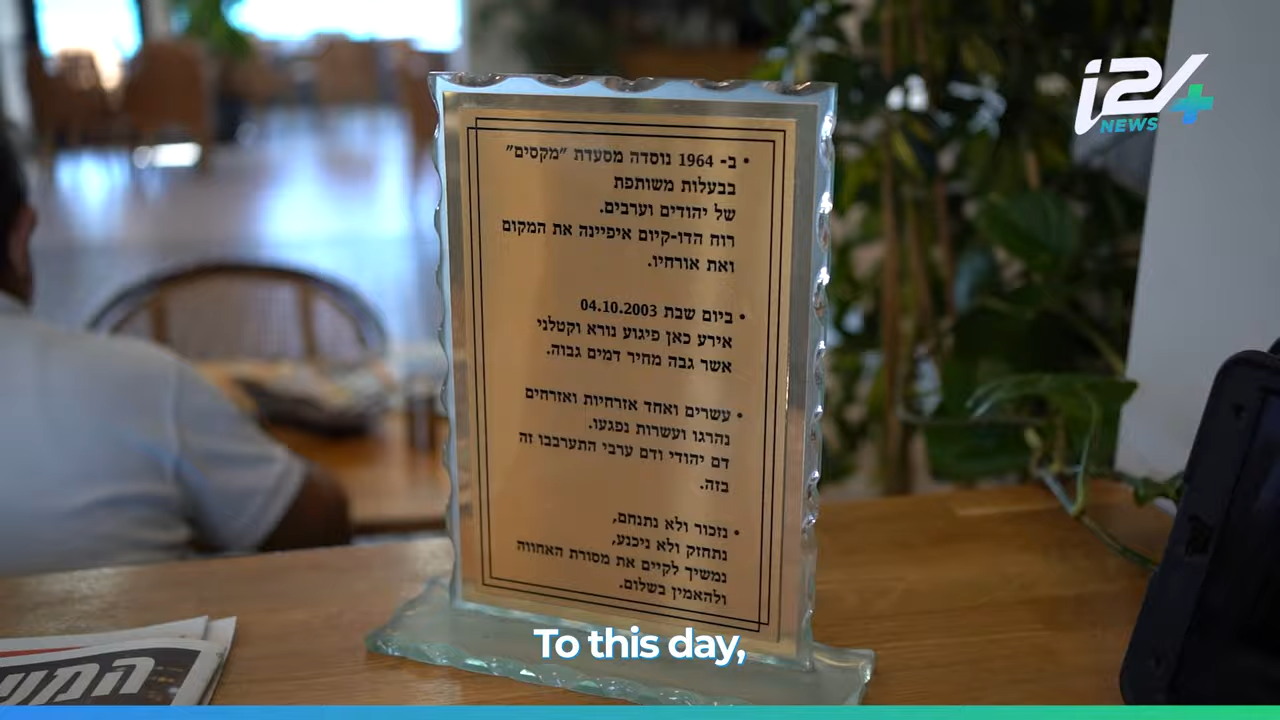 • ב- 1964 נוסדה מסעדת "מקסים"
בבעלות משותפת
של יהודים וערבים.
רוח הדו-קיום איפיינה את המקום
ואת אורחיו.
• ביום שבת 04.10.2003
אירע כאן פיגוע נורא וקטלני
אשר גבה מחיר דמים גבוה.
• עשרים ואחד אזרחיות ואזרחים
נהרגו ועשרות נפגעו.
דם יהודי ודם ערבי התערבבו זה
בזה.
• נזכור ולא נתנחם,
נתחזק ולא ניכנע,
נמשיך לקיים את מסורת האחווה
ולהאמין בשלום.
To this day,
i24+
NEWS